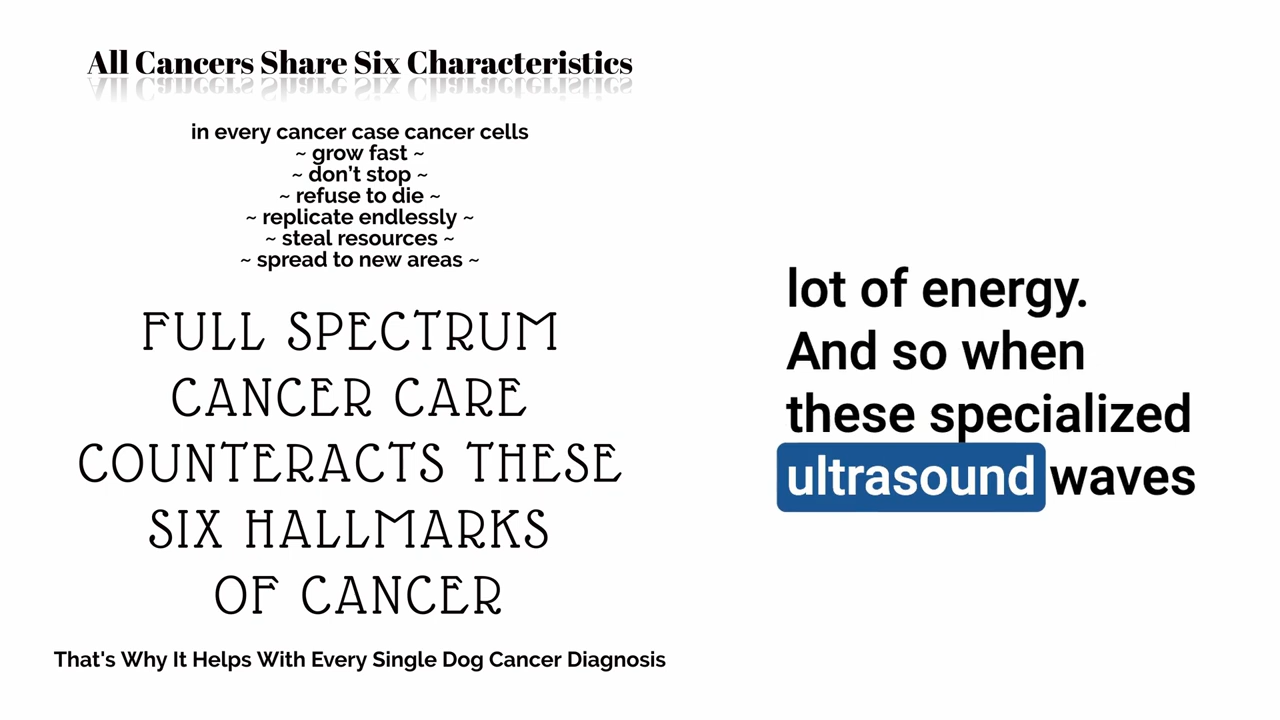 All Cancers Share Six Characteristics
in every cancer case cancer cells
~ grow fast ~
~ don't stop ~
~ refuse to die ~
~ replicate endlessly ~
~ steal resources ~
~ spread to new areas ~
FULL SPECTRUM
CANCER CARE
COUNTERACTS THESE
SIX HALLMARKS
OF CANCER
That's Why It Helps With Every Single Dog Cancer Diagnosis
lot of energy.
And so when
these specialized
ultrasound waves